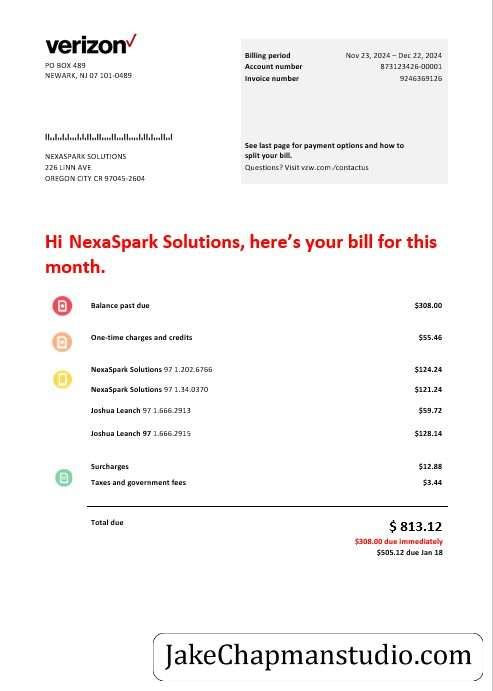 verizon
PO BOX 489
NEWARK, NJ 07 101-0489
Billing period Nov 23, 2024 – Dec 22, 2024
Account number 873123426-00001
Invoice number 9246369126
See last page for payment options and how to
split your bill.
Questions? Visit vzw.com /contactus
NEXASPARK SOLUTIONS
226 LINN AVE
OREGON CITY CR 97045-2604
Hi NexaSpark Solutions, here’s your bill for this
month.
Balance past due $308.00
One-time charges and credits $55.46
NexaSpark Solutions 97 1.202.6766 $124.24
NexaSpark Solutions 97 1.34.0370 $121.24
Joshua Leanch 97 1.666.2913 $59.72
Joshua Leanch 97 1.666.2915 $128.14
Surcharges $12.88
Taxes and government fees $3.44
Total due $ 813.12
$308.00 due immediately
$505.12 due Jan 18
JakeChapmanstudio.com